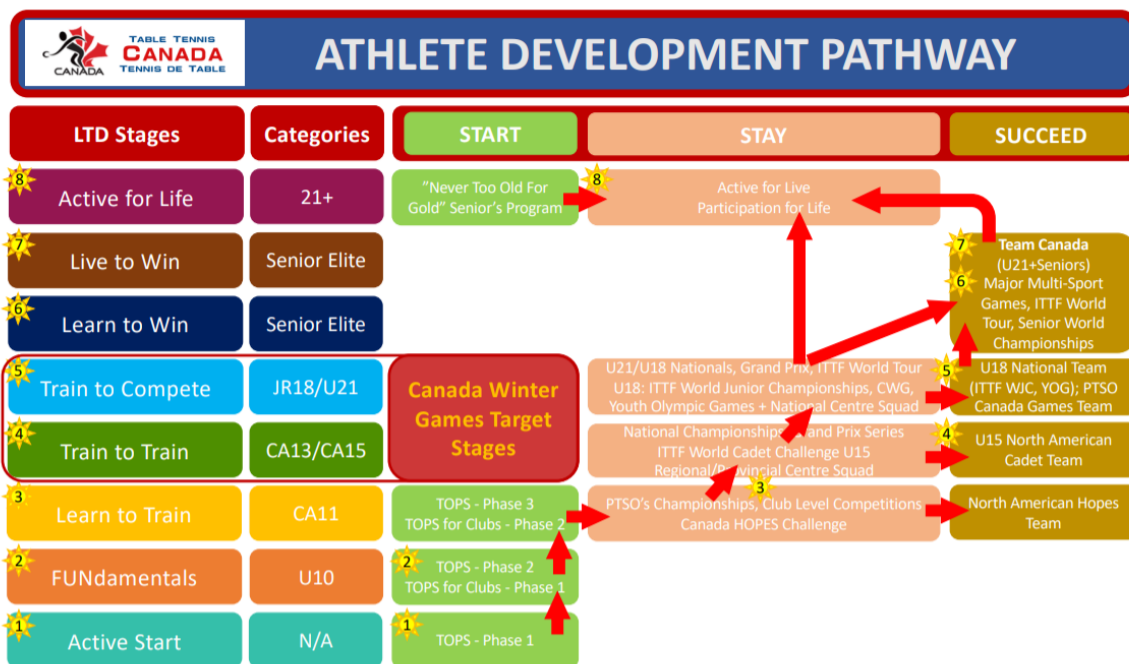 TABLE TENNIS
CANADA
TENNIS DE TABLE
CANADA
ATHLETE DEVELOPMENT PATHWAY
LTD Stages
Categories
START
STAY
SUCCEED
8
Active for Life
21+
"Never Too Old For
Gold" Senior's Program
8
Active for Live
Participation for Life
7
Live to Win
Senior Elite
7
Team Canada
(U21+Seniors)
6
Major Multi-Sport
Games, ITTF World
Tour, Senior World
Championships
6
Learn to Win
Senior Elite
5
Train to Compete
JR18/U21
Canada Winter
Games Target
Stages
U21/U18 Nationals, Grand Prix, ITTF World Tour
U18: ITTF World Junior Championships, CWG,
Youth Olympic Games + National Centre Squad
5
U18 National Team
(ITTF WJC, YOG); PTSO
Canada Games Team
4
Train to Train
CA13/CA15
National Championships, Prix Series
ITTF World Cadet Challenge U15
Regional/Provincial Centre Squad
4
U15 North American
Cadet Team
3
Learn to Train
CA11
TOPS - Phase 3
TOPS for Clubs - Phase 2
3
PTSO's Championships, Club Level Competitions
Canada HOPES Challenge
North American Hopes
Team
2
FUNdamentals
U10
2
TOPS - Phase 2
TOPS for Clubs - Phase 1
1
Active Start
N/A
1
TOPS - Phase 1